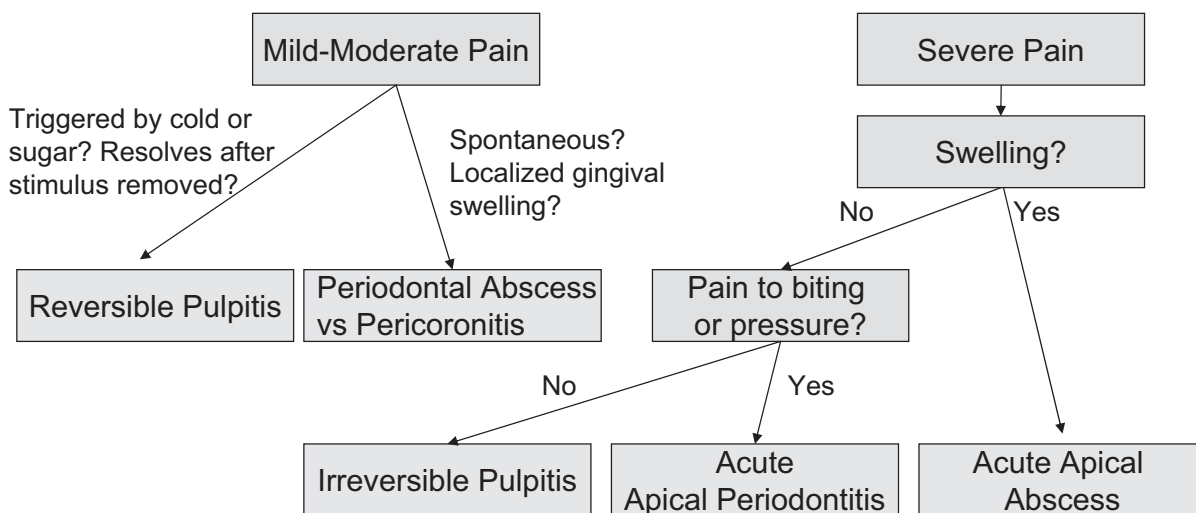 Mild-Moderate Pain
Severe Pain
Triggered by cold or
sugar? Resolves after
stimulus removed?
Spontaneous?
Localized gingival
swelling?
Swelling?
No
Yes
Reversible Pulpitis
Periodontal Abscess
vs Pericoronitis
Pain to biting
or pressure?
No
Yes
Irreversible Pulpitis
Acute
Apical Periodontitis
Acute Apical
Abscess